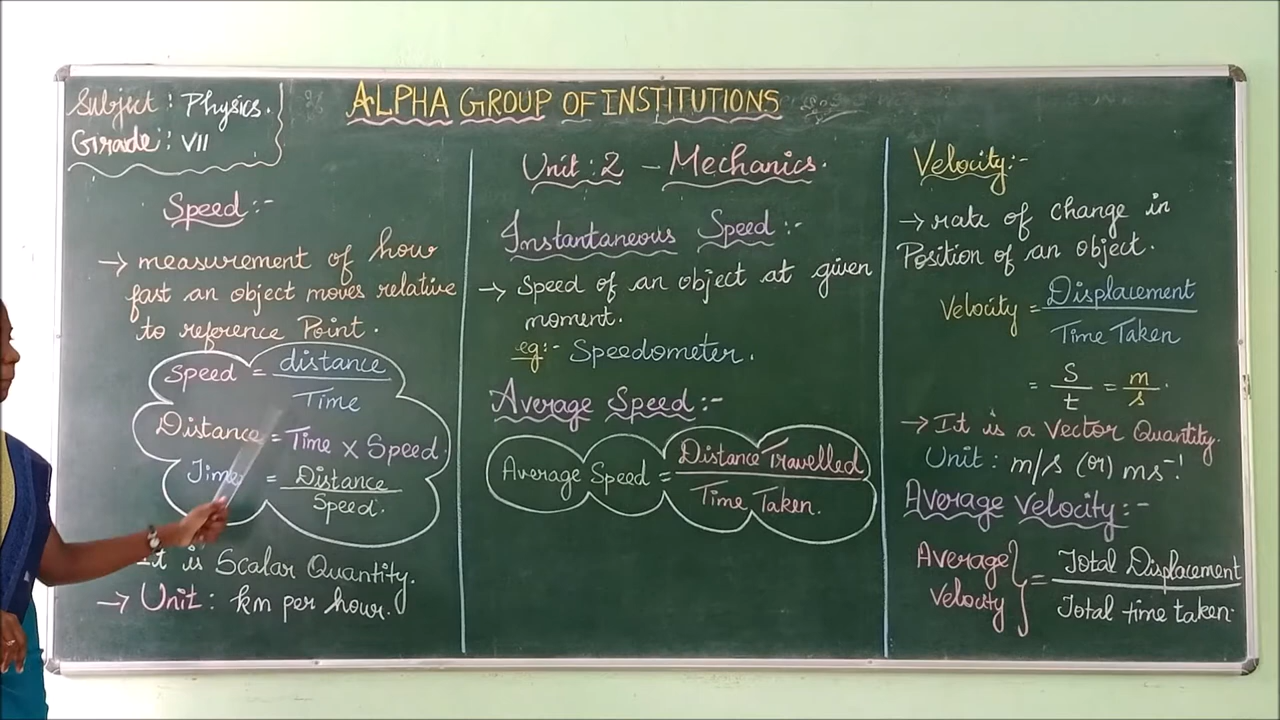 Subject : Physics.
Grade : VII
ALPHA GROUP OF INSTITUTIONS
Speed :-
→ measurement of how
fast an object moves relative
to reference Point.
Speed = distance / Time
Distance = Time × Speed.
Time = Distance / Speed.
It is Scalar Quantity.
→ Unit : km per hour.
Unit : 2 - Mechanics.
Instantaneous Speed :-
→ Speed of an object at given
moment.
eg :- Speedometer.
Average Speed :-
Average Speed = Distance Travelled / Time Taken.
Velocity :-
→ rate of change in
Position of an object.
Velocity = Displacement / Time Taken
= S / t = m / s.
→ It is a Vector Quantity.
Unit : m/s (or) ms⁻¹
Average Velocity :-
Average Velocity } = Total Displacement / Total time taken.